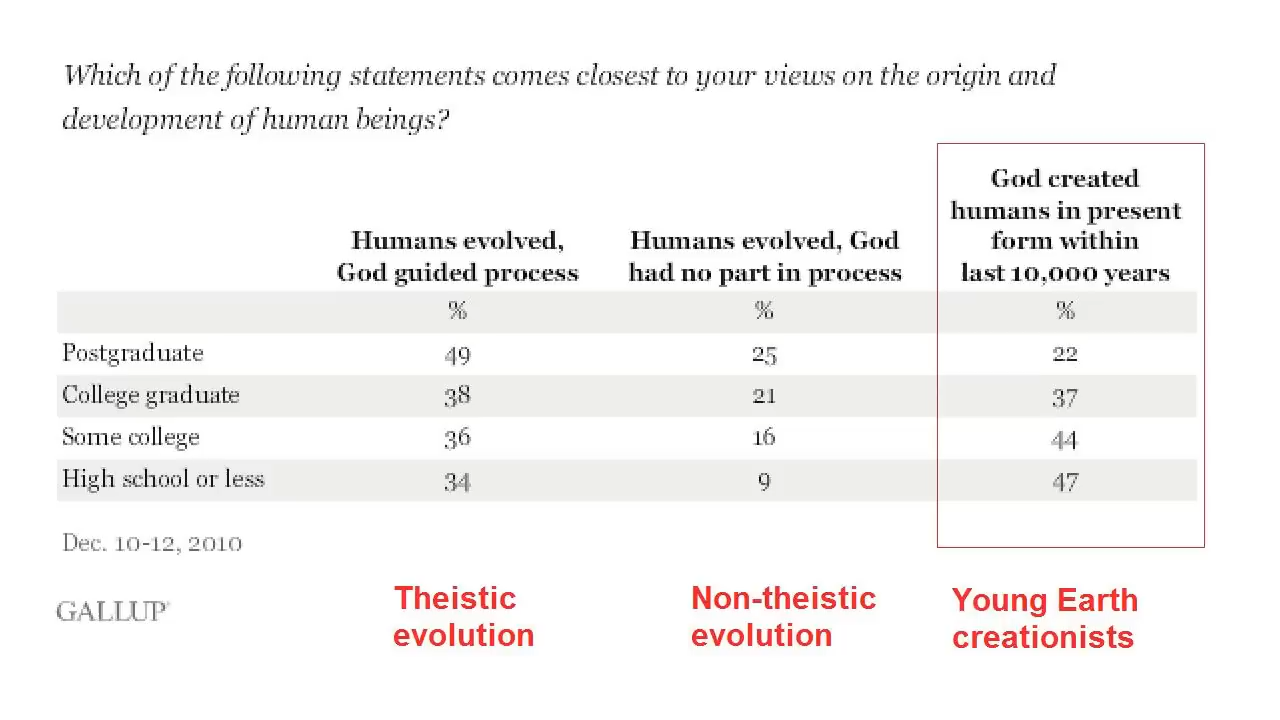 Which of the following statements comes closest to your views on the origin and
development of human beings?
God created
humans in present
Humans evolved, Humans evolved, God form within
God guided process had no part in process last 10,000 years
% % %
Postgraduate 49 25 22
College graduate 38 21 37
Some college 36 16 44
High school or less 34 9 47
Dec. 10-12, 2010
GALLUP®
Theistic Non-theistic Young Earth
evolution evolution creationists